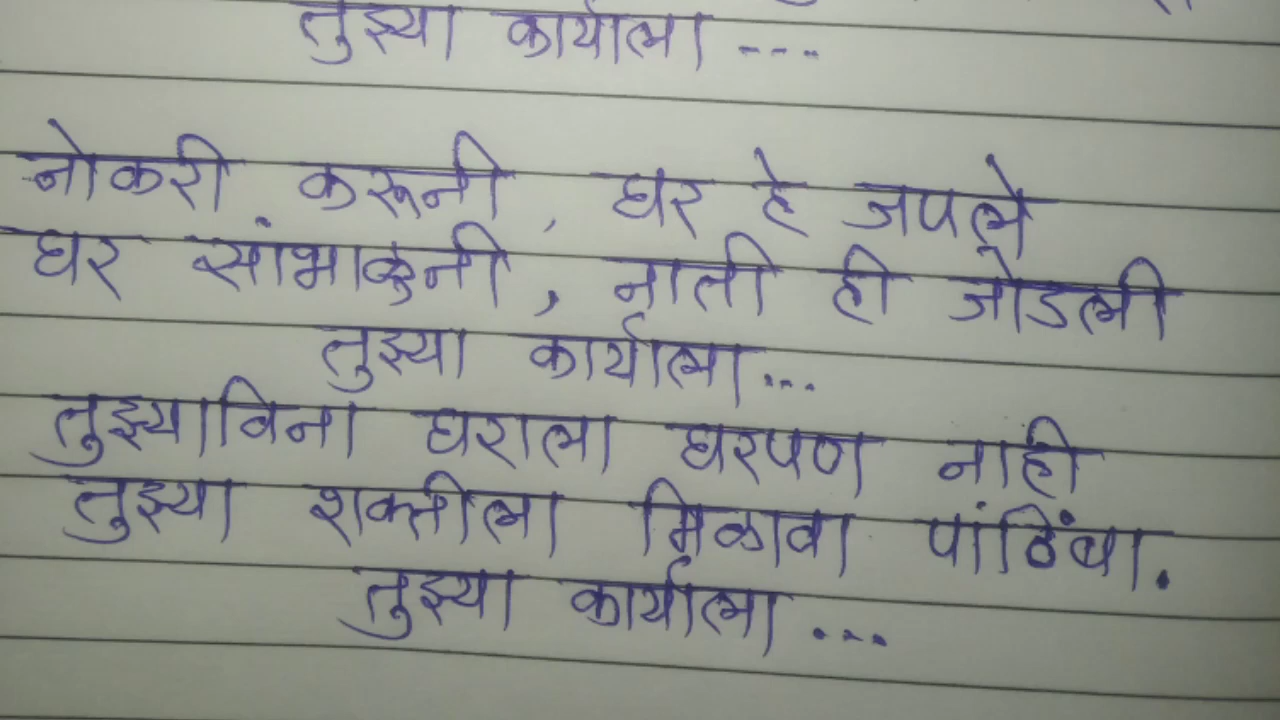 तुझ्या कार्याला ----
नोकरी करूनी, घर हे जपले
घर सांभाळुनी, नाती ही जोडली
तुझ्या कार्याला...
तुझ्याविना घराला घरपण नाही
तुझ्या शक्तीला मिळावा पांठिंबा.
तुझ्या कार्याला...